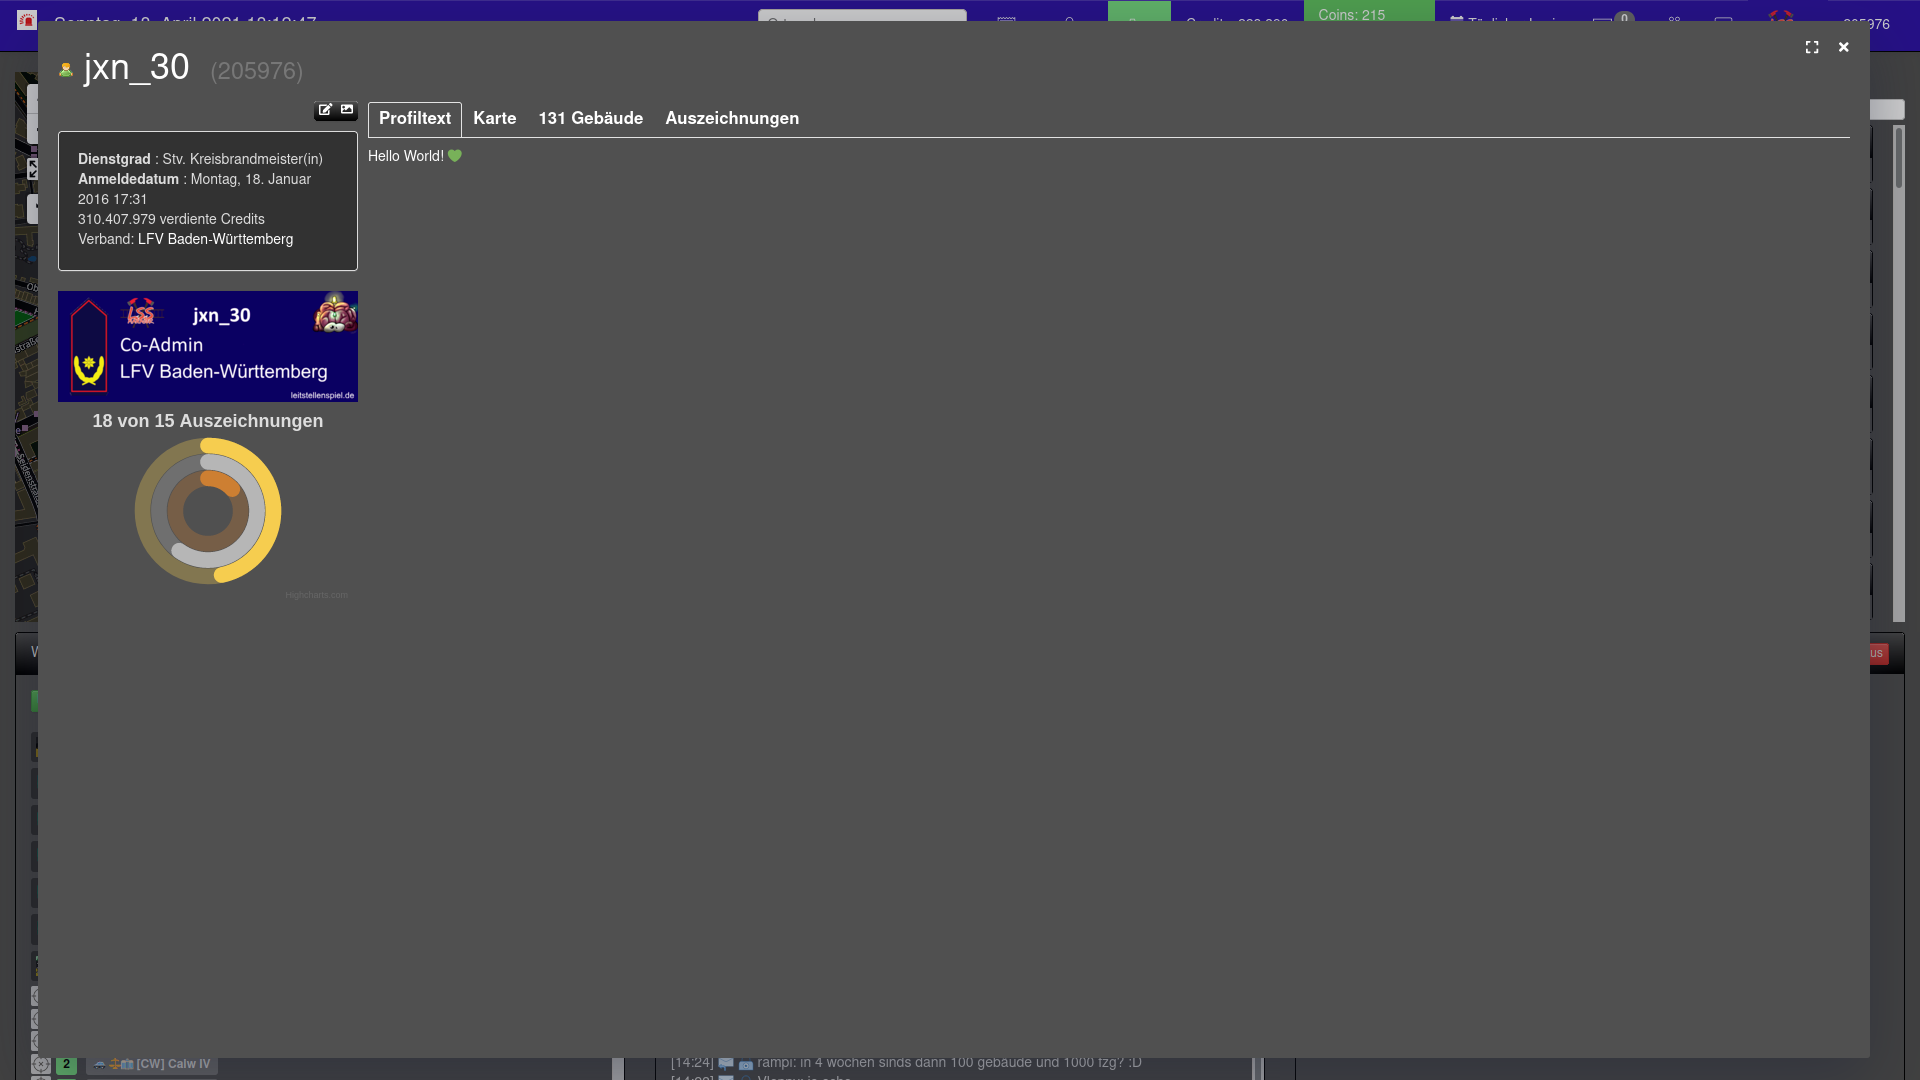 Coins: 215
205976
jxn_30 (205976)
Profiltext Karte 131 Gebäude Auszeichnungen
Hello World! 💚
Dienstgrad : Stv. Kreisbrandmeister(in)
Anmeldedatum : Montag, 18. Januar
2016 17:31
310.407.979 verdiente Credits
Verband: LFV Baden-Württemberg
LSS
jxn_30
Co-Admin
LFV Baden-Württemberg
leitstellenspiel.de
18 von 15 Auszeichnungen
Highcharts.com
us
2 [CW] Calw IV
[14:24] rampi: in 4 wochen sinds dann 100 gebäude und 1000 fzg? :D